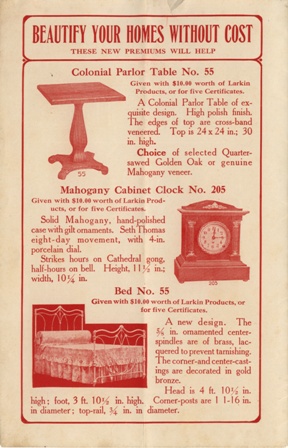 BEAUTIFY YOUR HOMES WITHOUT COST
THESE NEW PREMIUMS WILL HELP
Colonial Parlor Table No. 55
Given with $10.00 worth of Larkin
Products, or for five Certificates.
A Colonial Parlor Table of ex-
quisite design. High polish finish.
The edges of top are cross-band
veneered. Top is 24 x 24 in.; 30
in. high.
Choice of selected Quarter-
sawed Golden Oak or genuine
Mahogany veneer.
55
Mahogany Cabinet Clock No. 205
Given with $10.00 worth of Larkin Prod-
ucts, or for five Certificates.
Solid Mahogany, hand-polished
case with gilt ornaments. Seth Thomas
eight-day movement, with 4-in.
porcelain dial.
Strikes hours on Cathedral gong,
half-hours on bell. Height, 11½ in.;
width, 10¾ in.
205
Bed No. 55
Given with $10.00 worth of Larkin Products, or
for five Certificates.
A new design. The
in. ornamented center-
spindles are of brass, lac-
quered to prevent tarnishing.
The corner-and center-cast-
ings are decorated in gold
bronze.
Head is 4 ft. 10½ in.
high; foot, 3 ft. 10½ in. high. Corner-posts are 1 1-16 in.
in diameter; top-rail, ¾ in. in diameter.